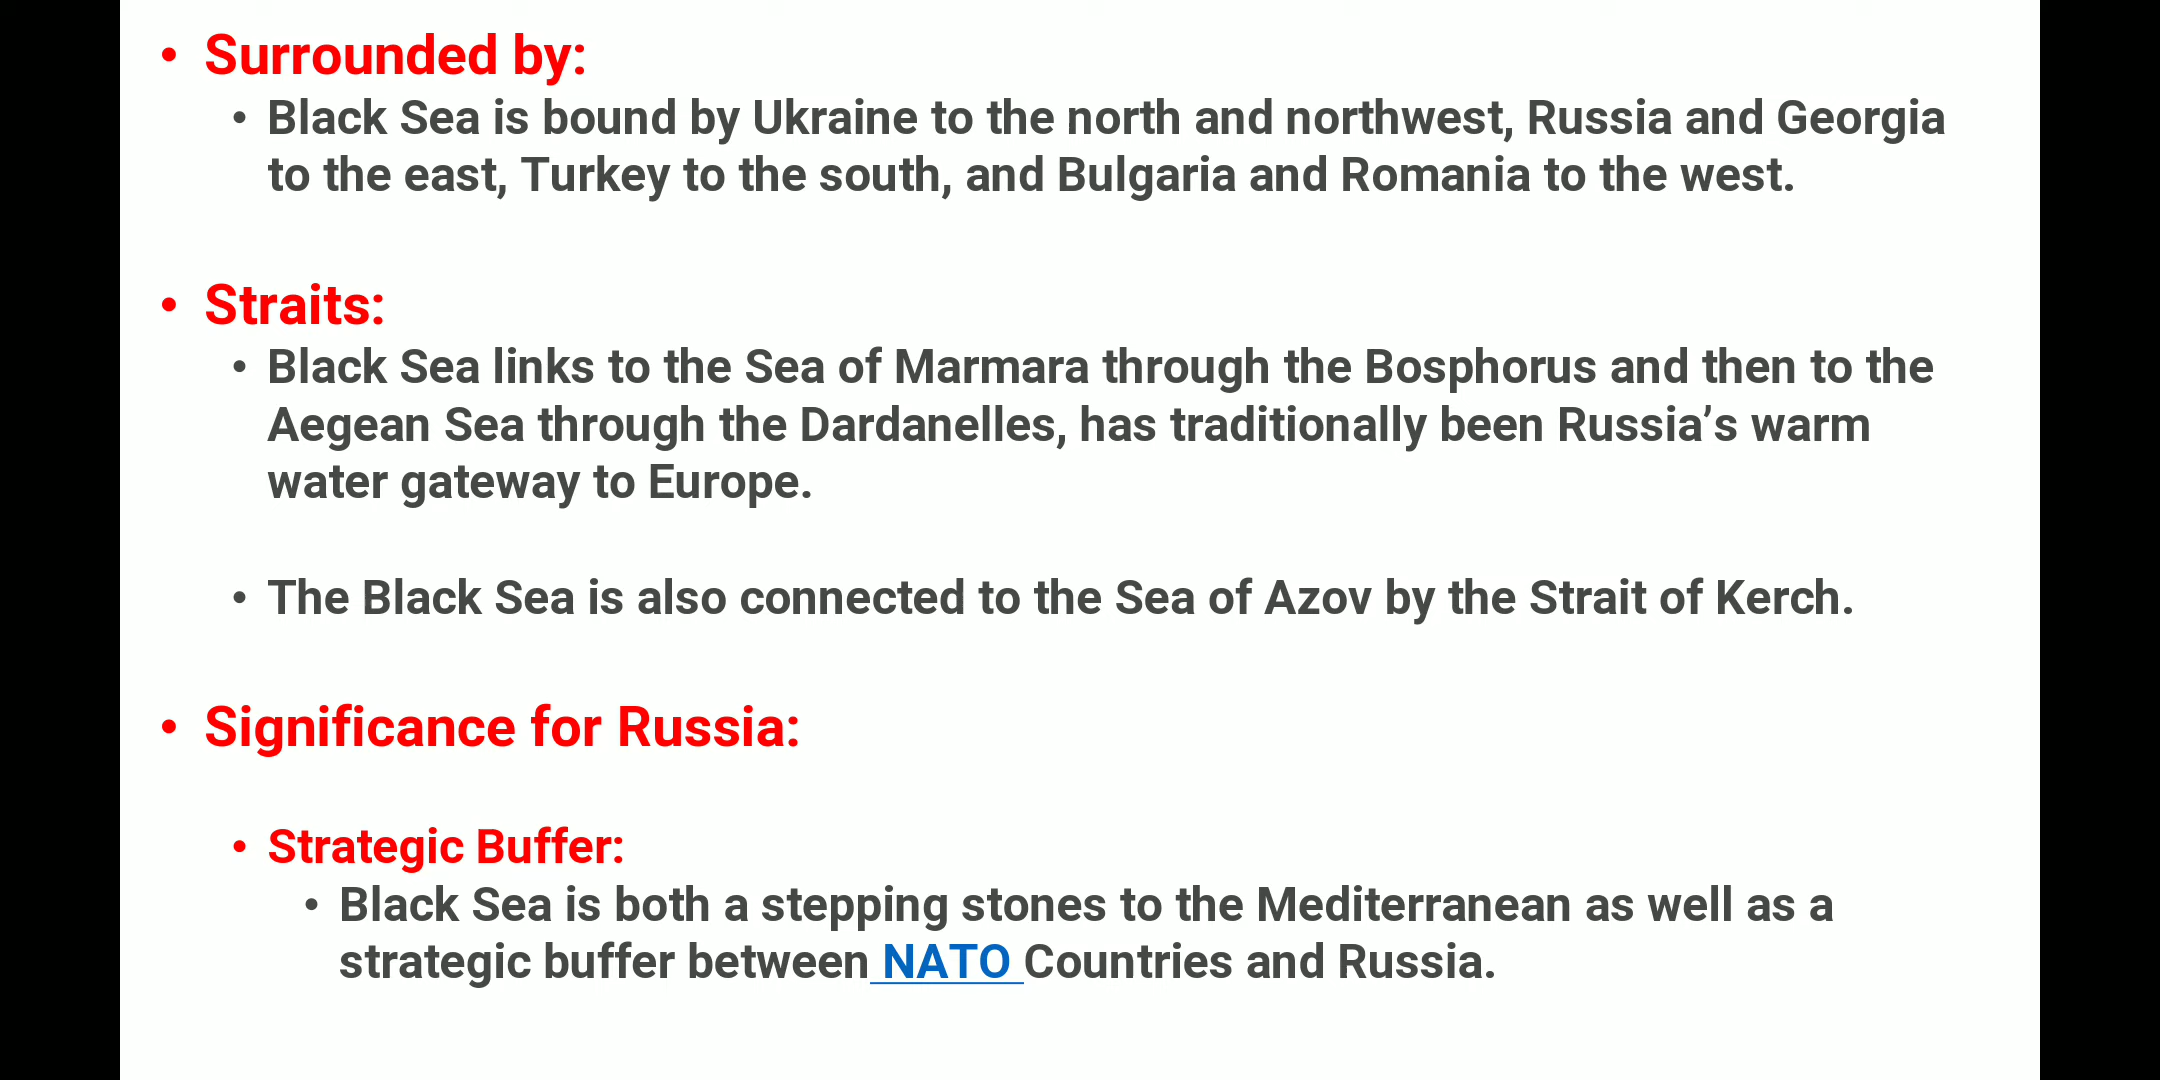 • Surrounded by:
• Black Sea is bound by Ukraine to the north and northwest, Russia and Georgia
to the east, Turkey to the south, and Bulgaria and Romania to the west.
• Straits:
• Black Sea links to the Sea of Marmara through the Bosphorus and then to the
Aegean Sea through the Dardanelles, has traditionally been Russia’s warm
water gateway to Europe.
• The Black Sea is also connected to the Sea of Azov by the Strait of Kerch.
• Significance for Russia:
• Strategic Buffer:
• Black Sea is both a stepping stones to the Mediterranean as well as a
strategic buffer between NATO Countries and Russia.